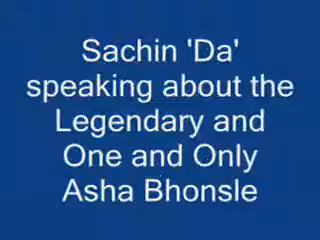 Sachin 'Da'
speaking about the
Legendary and
One and Only
Asha Bhonsle